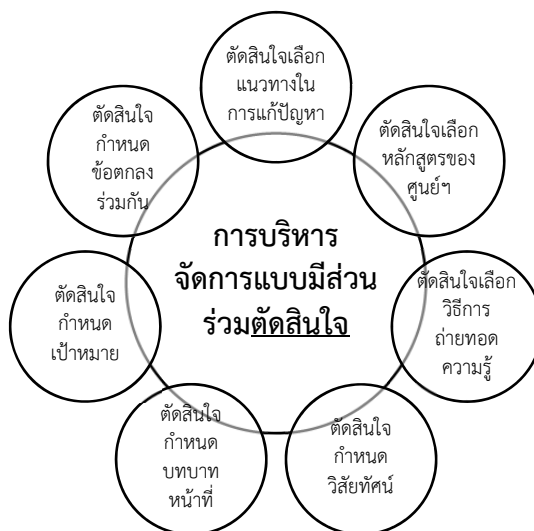 ตัดสินใจเลือก
แนวทางใน
การแก้ปัญหา
ตัดสินใจเลือก
หลักสูตรของ
ศูนย์ฯ
ตัดสินใจเลือก
วิธีการ
ถ่ายทอด
ความรู้
ตัดสินใจ
กำหนด
วิสัยทัศน์
ตัดสินใจ
กำหนด
บทบาท
หน้าที่
ตัดสินใจ
กำหนด
เป้าหมาย
ตัดสินใจ
กำหนด
ข้อตกลง
ร่วมกัน
การบริหาร
จัดการแบบมีส่วน
ร่วมตัดสินใจ